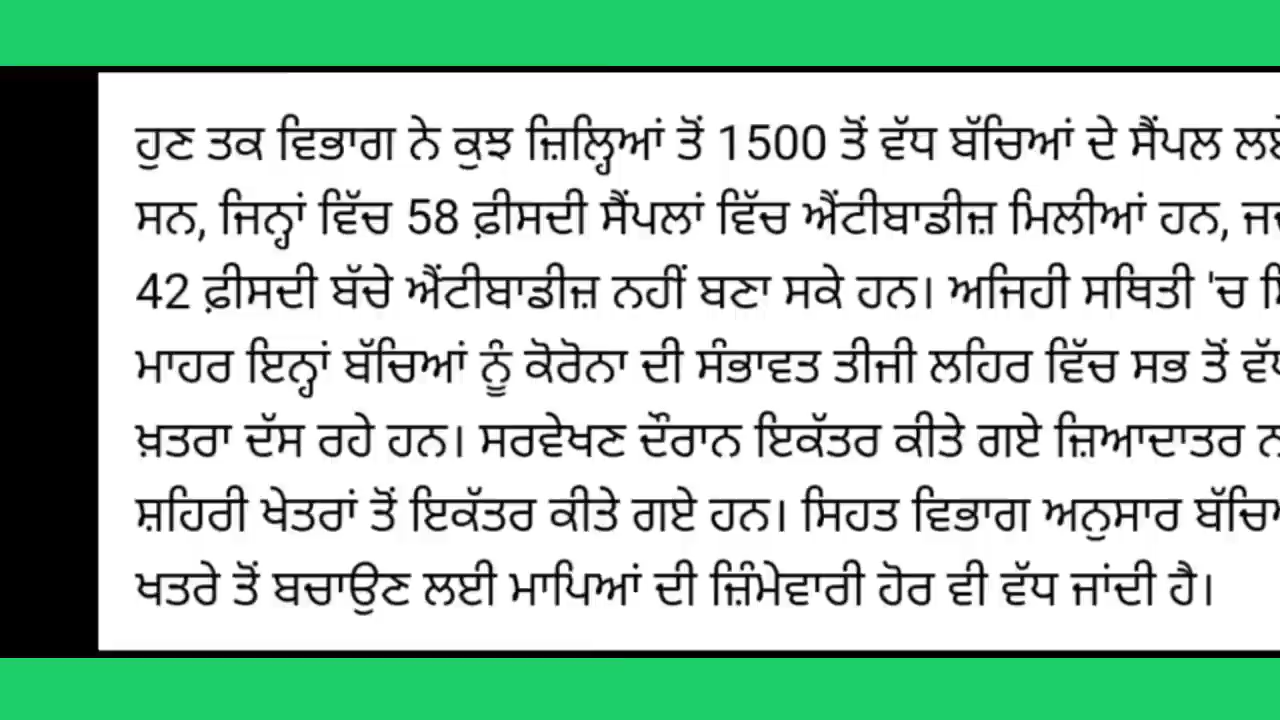 ਹੁਣ ਤਕ ਵਿਭਾਗ ਨੇ ਕੁਝ ਜ਼ਿਲ੍ਹਿਆਂ ਤੋਂ 1500 ਤੋਂ ਵੱਧ ਬੱਚਿਆਂ ਦੇ ਸੈਂਪਲ
ਸਨ, ਜਿਨ੍ਹਾਂ ਵਿੱਚ 58 ਫ਼ੀਸਦੀ ਸੈਂਪਲਾਂ ਵਿੱਚ ਐਂਟੀਬਾਡੀਜ਼ ਮਿਲੀਆਂ ਹਨ,
42 ਫ਼ੀਸਦੀ ਬੱਚੇ ਐਂਟੀਬਾਡੀਜ਼ ਨਹੀਂ ਬਣਾ ਸਕੇ ਹਨ। ਅਜਿਹੀ ਸਥਿਤੀ 'ਚ
ਮਾਹਰ ਇਨ੍ਹਾਂ ਬੱਚਿਆਂ ਨੂੰ ਕੋਰੋਨਾ ਦੀ ਸੰਭਾਵਤ ਤੀਜੀ ਲਹਿਰ ਵਿੱਚ ਸਭ ਤੋਂ
ਖ਼ਤਰਾ ਦੱਸ ਰਹੇ ਹਨ। ਸਰਵੇਖਣ ਦੌਰਾਨ ਇਕੱਤਰ ਕੀਤੇ ਗਏ ਜ਼ਿਆਦਾਤਰ
ਸ਼ਹਿਰੀ ਖੇਤਰਾਂ ਤੋਂ ਇਕੱਤਰ ਕੀਤੇ ਗਏ ਹਨ। ਸਿਹਤ ਵਿਭਾਗ ਅਨੁਸਾਰ
ਖਤਰੇ ਤੋਂ ਬਚਾਉਣ ਲਈ ਮਾਪਿਆਂ ਦੀ ਜ਼ਿੰਮੇਵਾਰੀ ਹੋਰ ਵੀ ਵੱਧ ਜਾਂਦੀ ਹੈ।